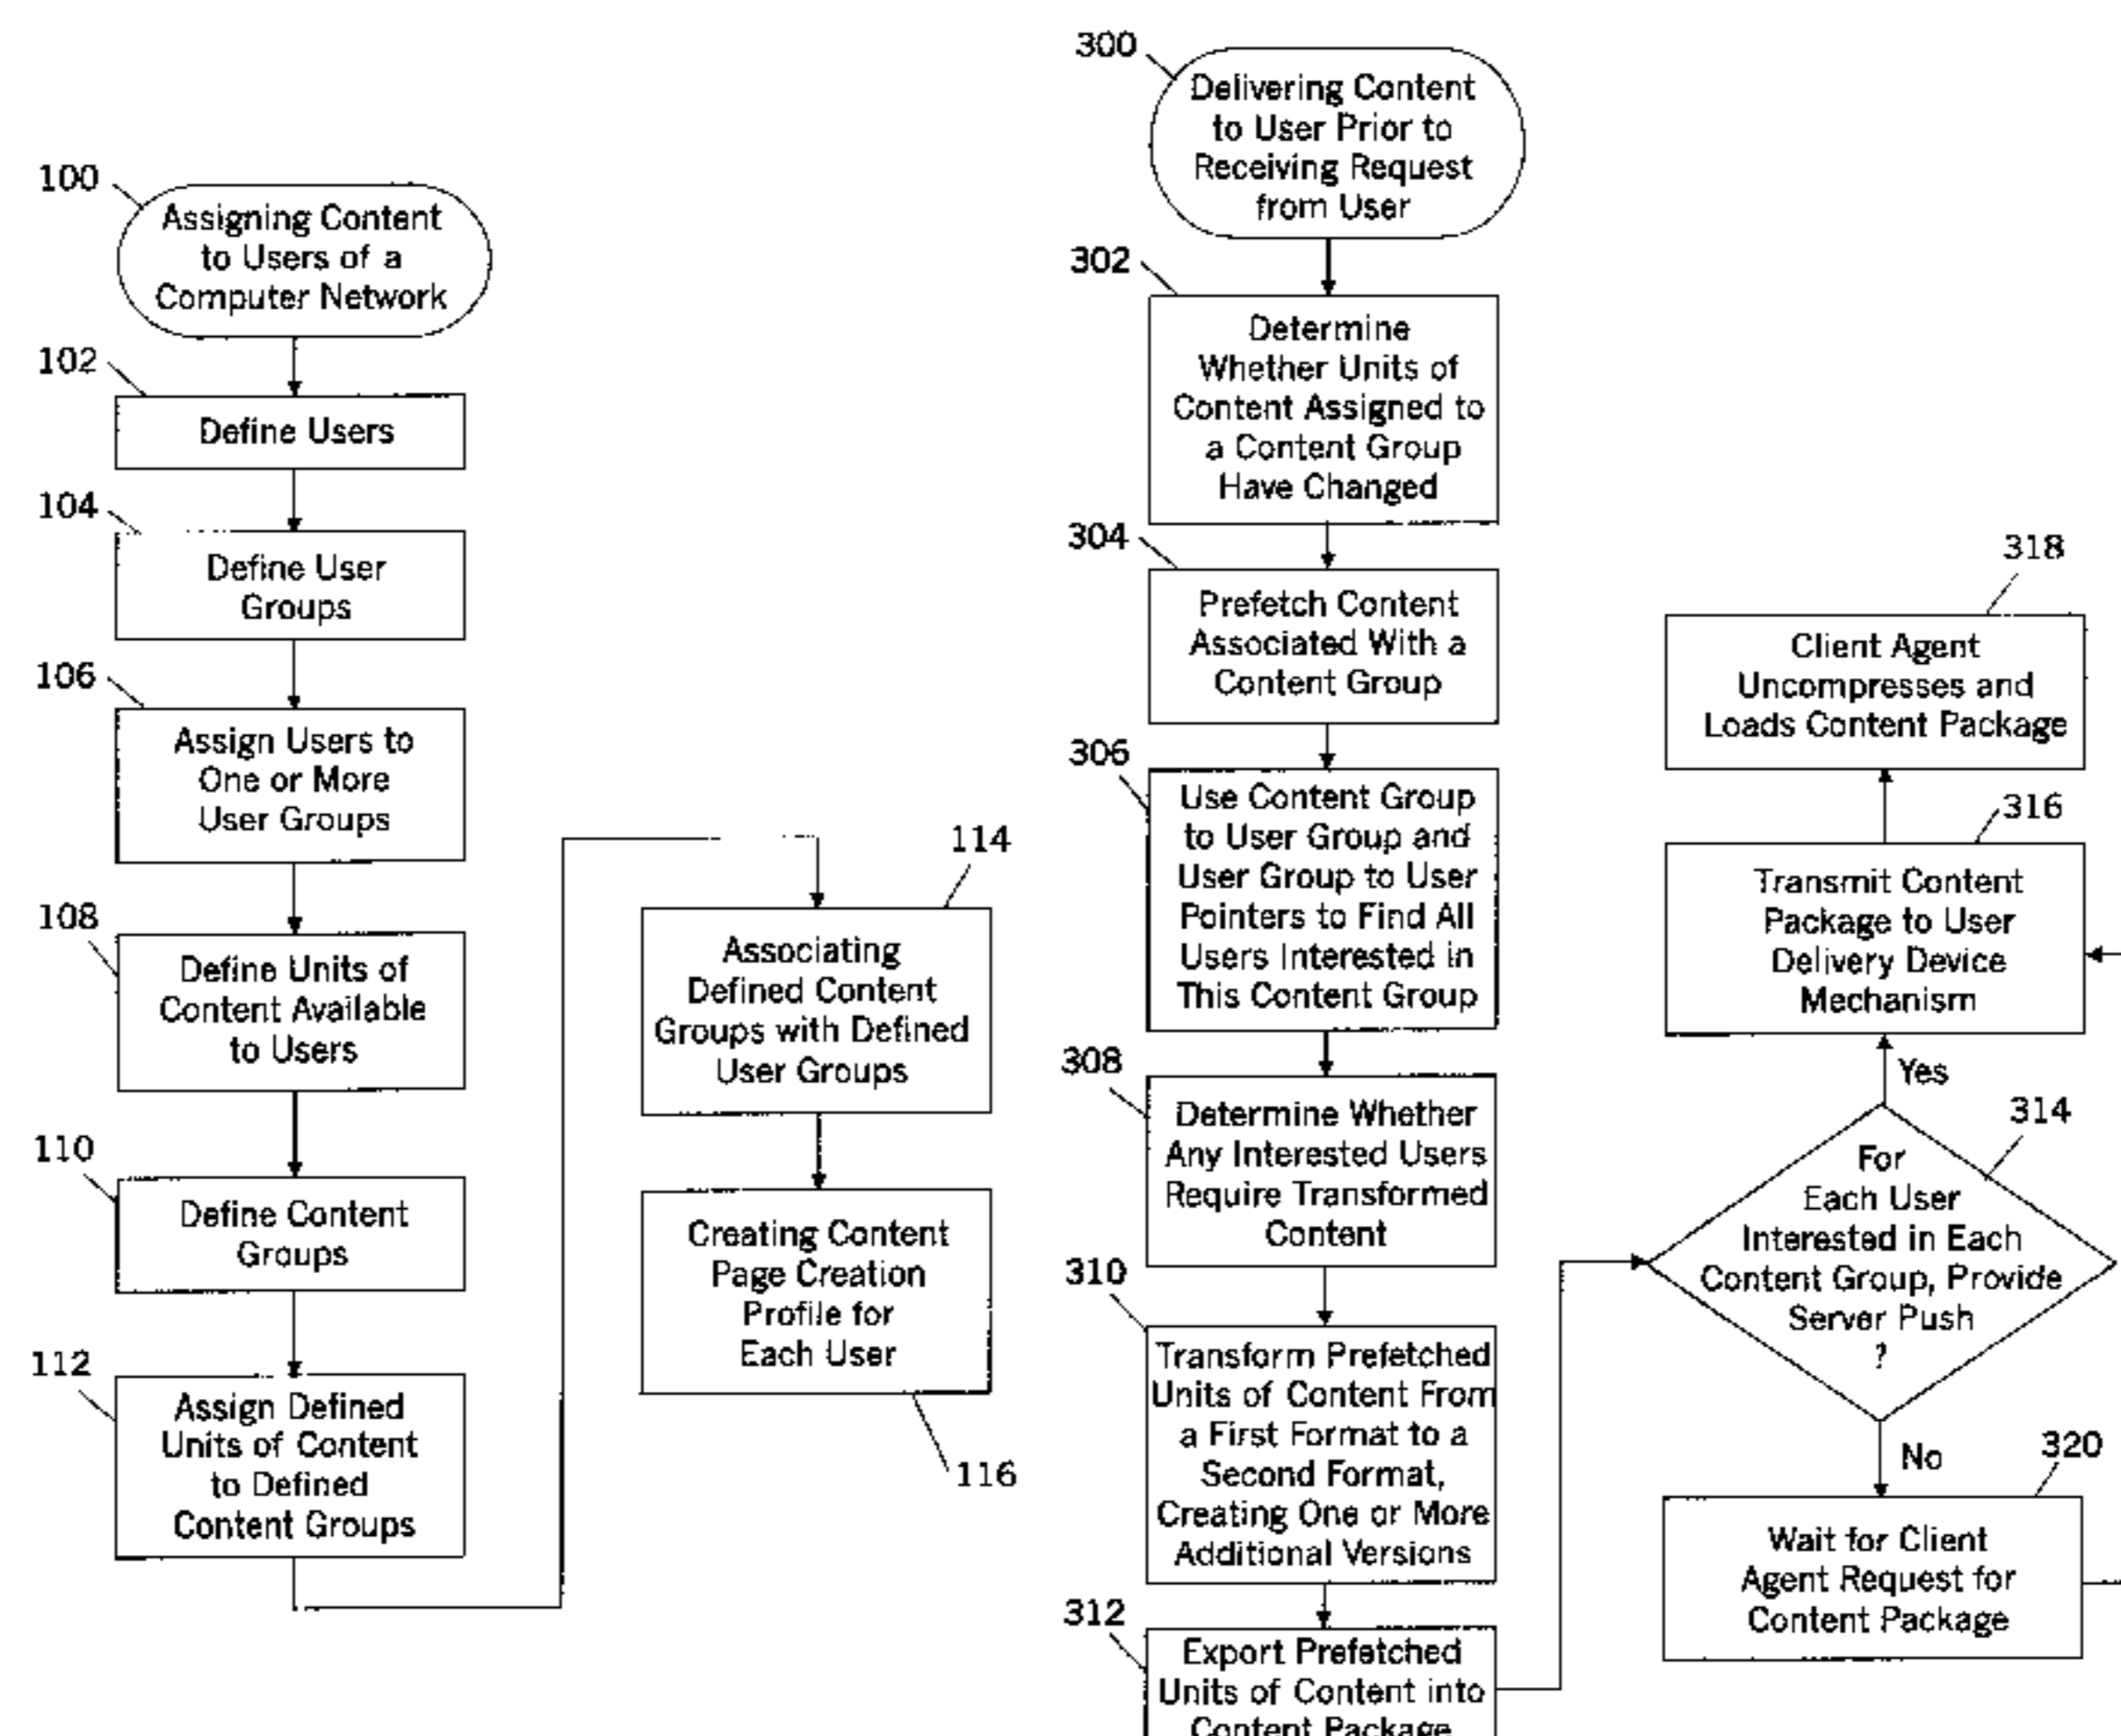 100
Assigning Content
to Users of a
Computer Network
102
Define Users
104
Define User
Groups
106
Assign Users to
One or More
User Groups
108
Define Units of
Content Available
to Users
110
Define Content
Groups
112
Assign Defined
Units of Content
to Defined
Content Groups
114
Associating
Defined Content
Groups with Defined
User Groups
Creating Content
Page Creation
Profile for
Each User
116
300
Delivering Content
to User Prior to
Receiving Request
from User
302
Determine
Whether Units of
Content Assigned to
a Content Group
Have Changed
304
Prefetch Content
Associated With a
Content Group
306
Use Content Group
to User Group and
User Group to User
Pointers to Find All
Users Interested in
This Content Group
308
Determine Whether
Any Interested Users
Require Transformed
Content
310
Transform Prefetched
Units of Content From
a First Format to a
Second Format,
Creating One or More
Additional Versions
312
Export Prefetched
Units of Content into
Content Package
318
Client Agent
Uncompresses and
Loads Content Package
316
Transmit Content
Package to User
Delivery Device
Mechanism
Yes
314
For
Each User
Interested in Each
Content Group, Provide
Server Push
?
No
320
Wait for Client
Agent Request for
Content Package